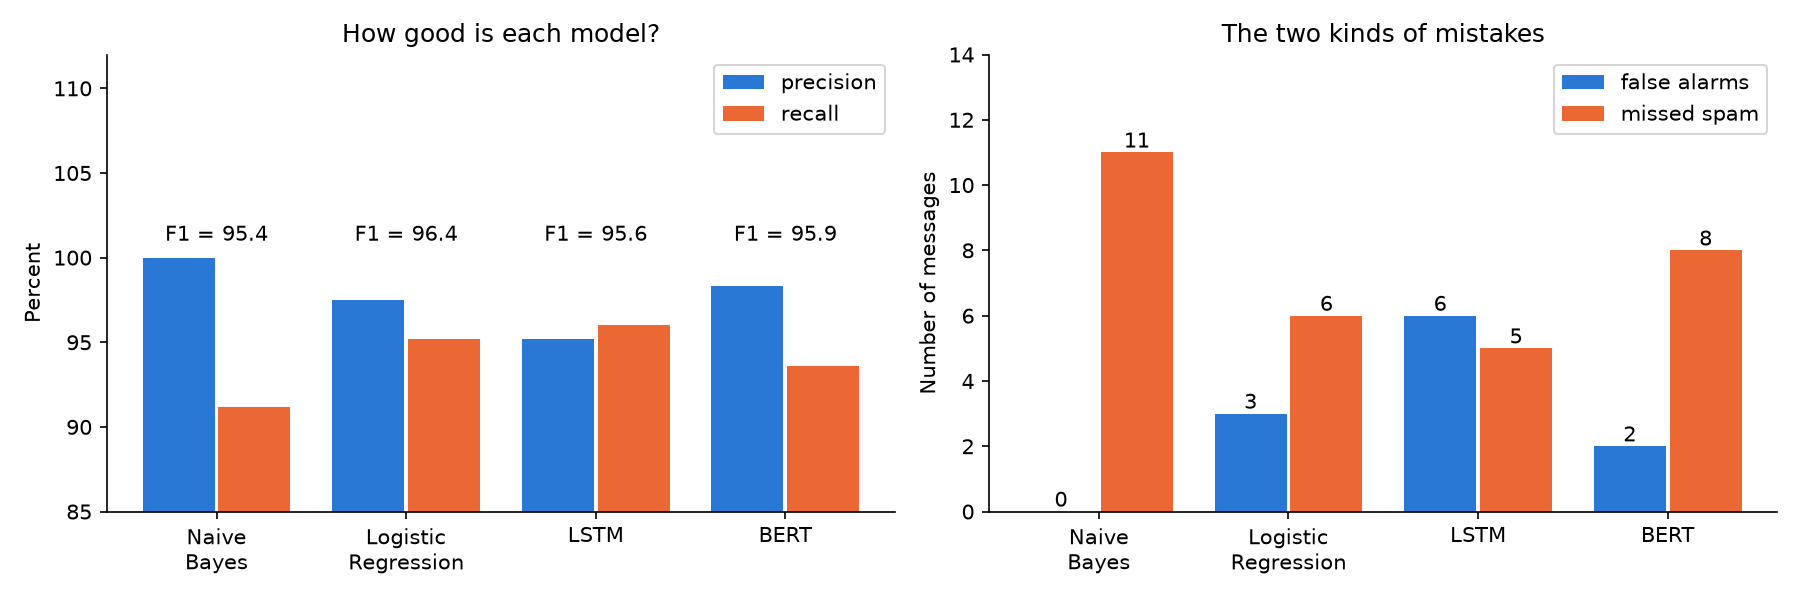 How good is each model?
110
105
100
95
90
85
Percent
precision
recall
F1 = 95.4
F1 = 96.4
F1 = 95.6
F1 = 95.9
Naive
Bayes
Logistic
Regression
LSTM
BERT
The two kinds of mistakes
14
12
10
8
6
4
2
0
Number of messages
false alarms
missed spam
0
11
3
6
6
5
2
8
Naive
Bayes
Logistic
Regression
LSTM
BERT